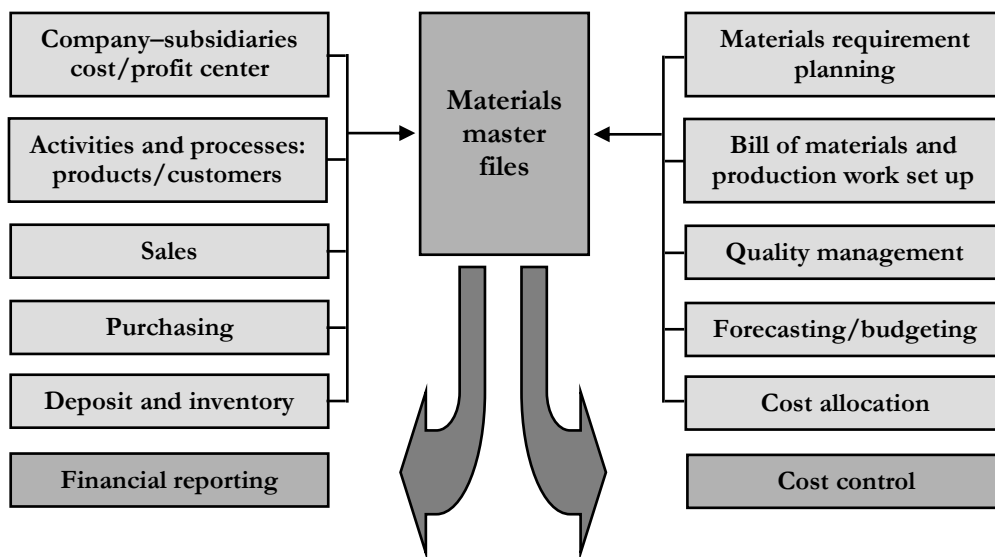 Company–subsidiaries
cost/profit center
Activities and processes:
products/customers
Sales
Purchasing
Deposit and inventory
Financial reporting
Materials
master
files
Materials requirement
planning
Bill of materials and
production work set up
Quality management
Forecasting/budgeting
Cost allocation
Cost control